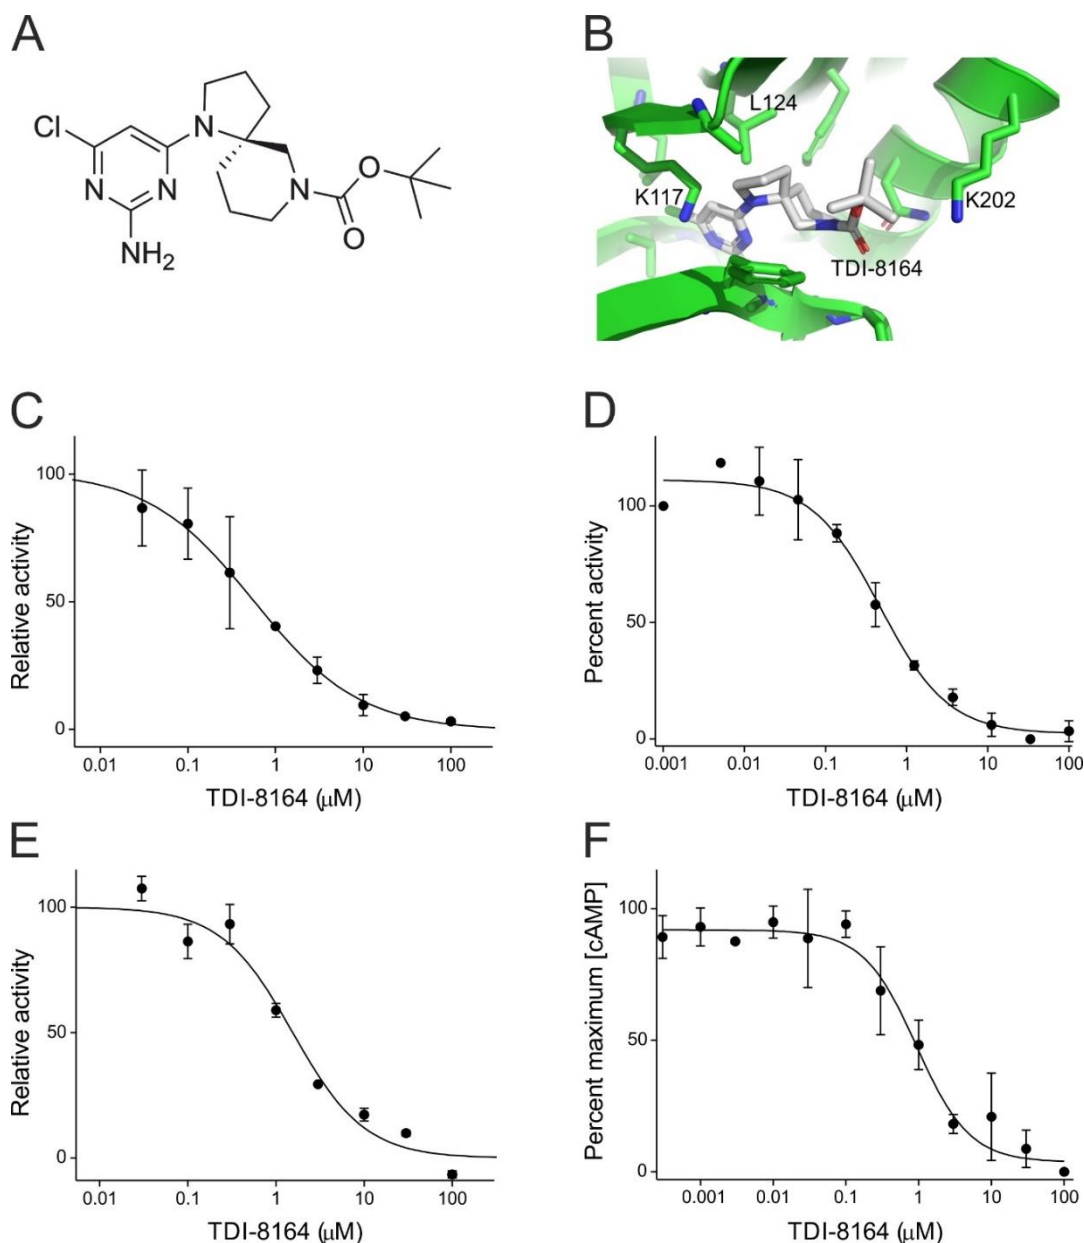 A
Cl
N
N
N
NH₂
N
O
O
B
L124
K117
K202
TDI-8164
C
Relative activity
100
50
0
0.01 0.1 1 10 100
TDI-8164 (μM)
D
Percent activity
100
50
0
0.001 0.01 0.1 1 10 100
TDI-8164 (μM)
E
Relative activity
100
50
0
0.01 0.1 1 10 100
TDI-8164 (μM)
F
Percent maximum [cAMP]
100
50
0
0.001 0.01 0.1 1 10 100
TDI-8164 (μM)